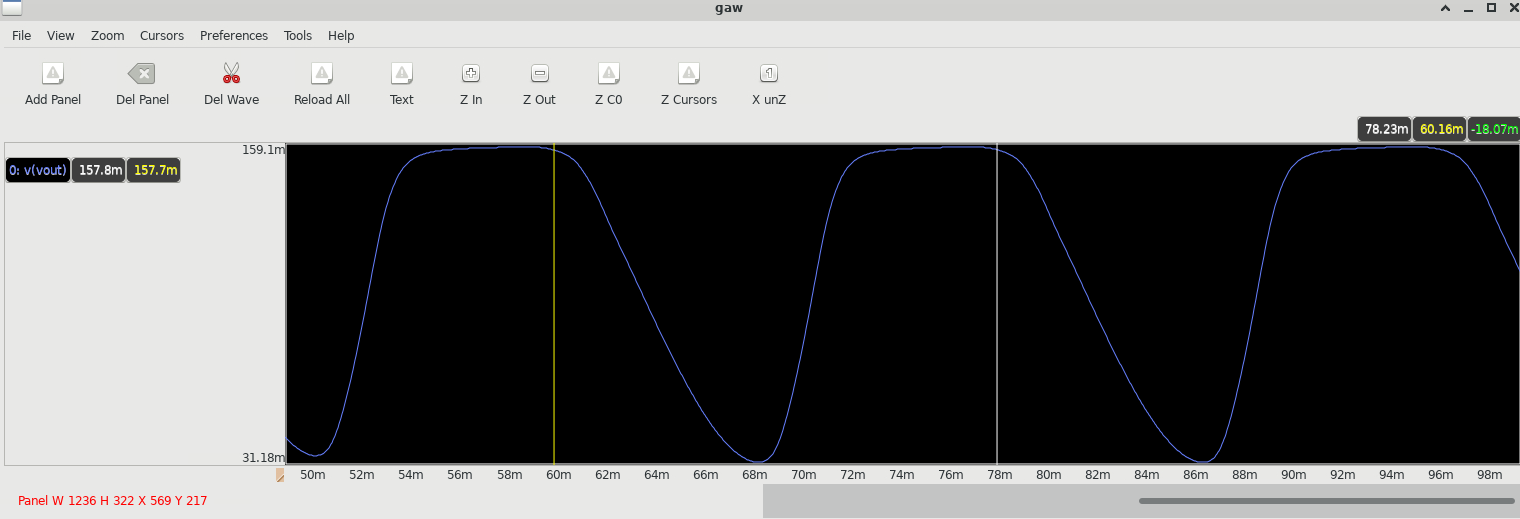 gaw
File View Zoom Cursors Preferences Tools Help
Add Panel Del Panel Del Wave Reload All Text Z In Z Out Z C0 Z Cursors X unZ
78.23m 60.16m -18.07m
159.1m
0: v(vout) 157.8m 157.7m
31.18m
50m 52m 54m 56m 58m 60m 62m 64m 66m 68m 70m 72m 74m 76m 78m 80m 82m 84m 86m 88m 90m 92m 94m 96m 98m
Panel W 1236 H 322 X 569 Y 217